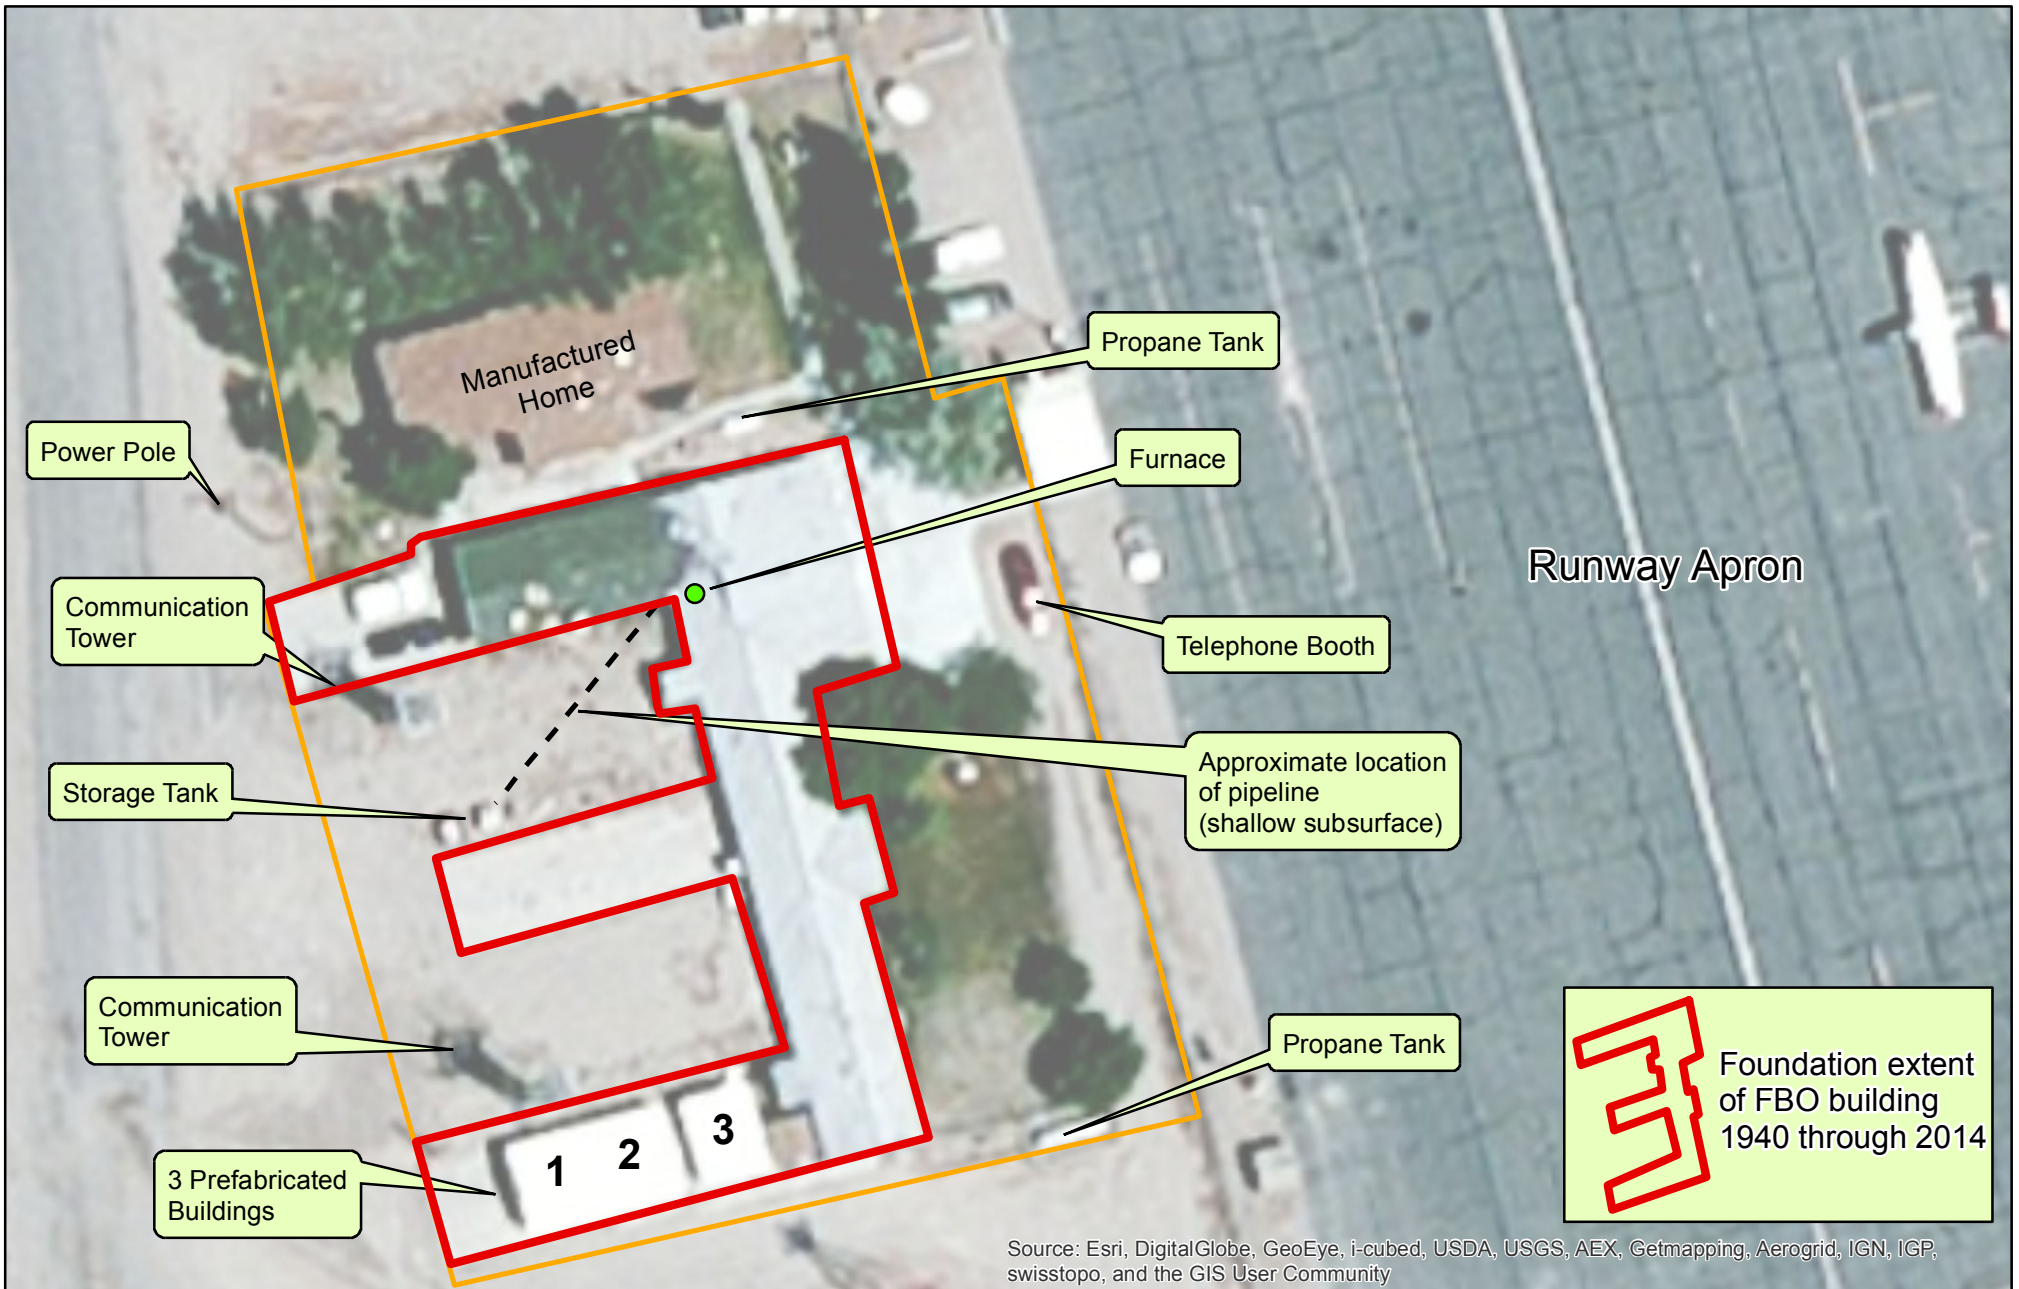 Manufactured
Home
Propane Tank
Power Pole
Furnace
Runway Apron
Communication
Tower
Telephone Booth
Storage Tank
Approximate location
of pipeline
(shallow subsurface)
Communication
Tower
Propane Tank
3 Prefabricated
Buildings
1
2
3
Foundation extent
of FBO building
1940 through 2014
Source: Esri, DigitalGlobe, GeoEye, i-cubed, USDA, USGS, AEX, Getmapping, Aerogrid, IGN, IGP,
swisstopo, and the GIS User Community